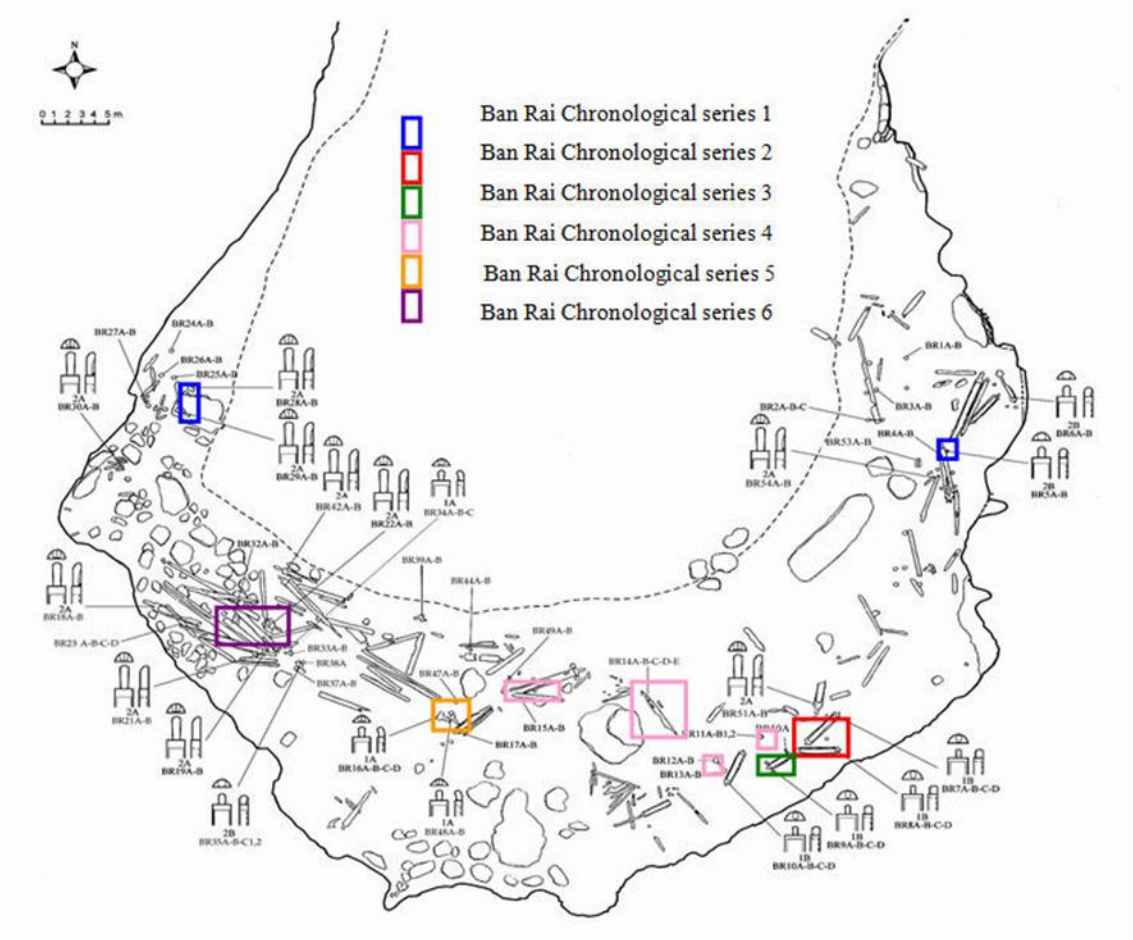 N
0 1 2 3 4 5 m
Ban Rai Chronological series 1
Ban Rai Chronological series 2
Ban Rai Chronological series 3
Ban Rai Chronological series 4
Ban Rai Chronological series 5
Ban Rai Chronological series 6
BR27A-B
BR24A-B
BR26A-B
BR25A-B
2A
BR30A-B
2A
BR28A-B
2A
BR29A-B
2A
BR42A-B
2A
BR22A-B
1A
BR34A-B-C
BR32A-B
BR39A-B
BR44A-B
2A
BR18A-B
BR23 A-B-C-D
BR33A-B
BR38A
BR37A-B
2A
BR21A-B
2A
BR19A-B
2B
BR35A-B-C1,2
BR49A-B
BR47A-B
BR15A-B
BR17A-B
1A
BR16A-B-C-D
1A
BR48A-B
BR14A-B-C-D-E
2A
BR51A-B
BR11A-B1,2
BR12A-B
BR13A-B
1B
BR7A-B-C-D
1B
BR8A-B-C-D
1B
BR9A-B-C-D
1B
BR10A-B-C-D
BR1A-B
BR3A-B
BR2A-B-C
BR4A-B
BR53A-B
2A
BR54A-B
2B
BR6A-B
2B
BR5A-B